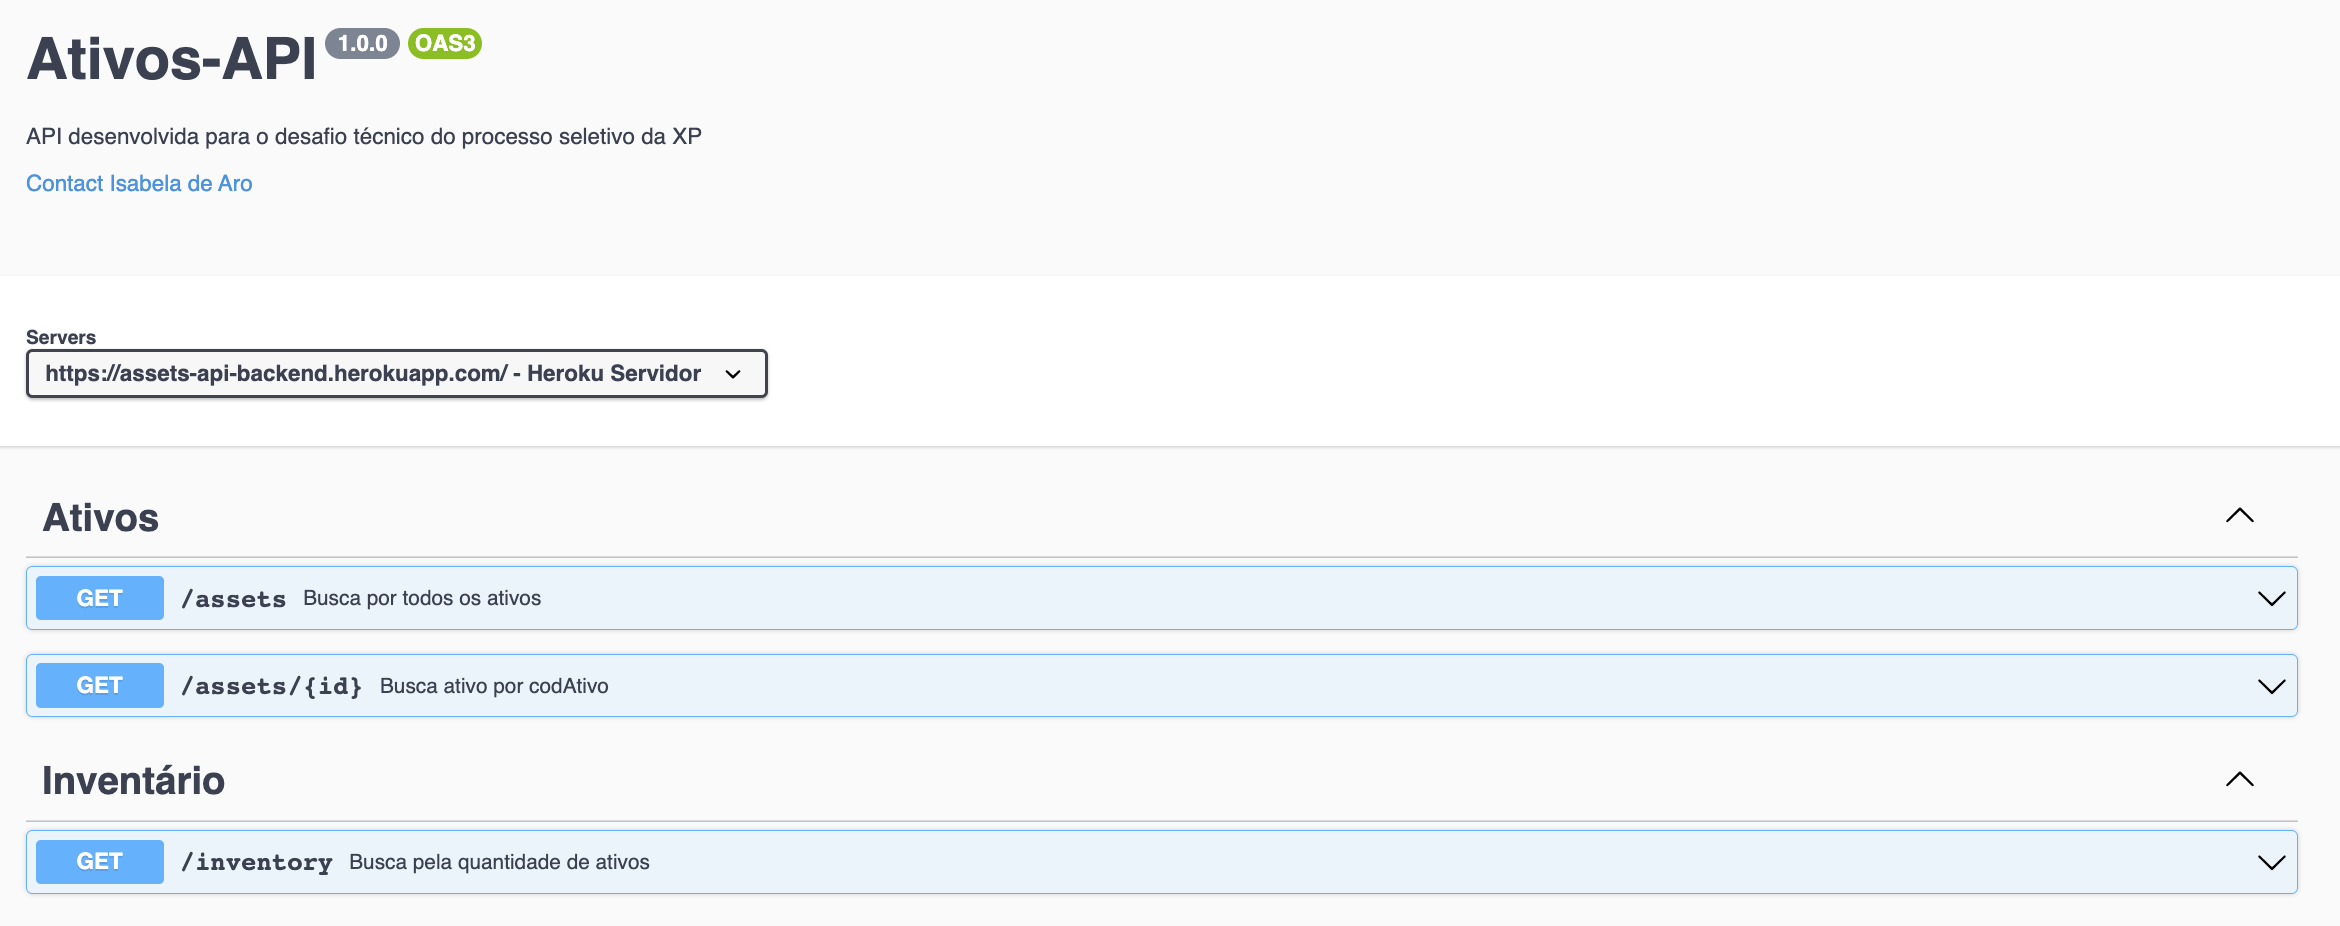 Ativos-API 1.0.0 OAS3
API desenvolvida para o desafio técnico do processo seletivo da XP
Contact Isabela de Aro
Servers
https://assets-api-backend.herokuapp.com/ - Heroku Servidor
Ativos
GET /assets Busca por todos os ativos
GET /assets/{id} Busca ativo por codAtivo
Inventário
GET /inventory Busca pela quantidade de ativos